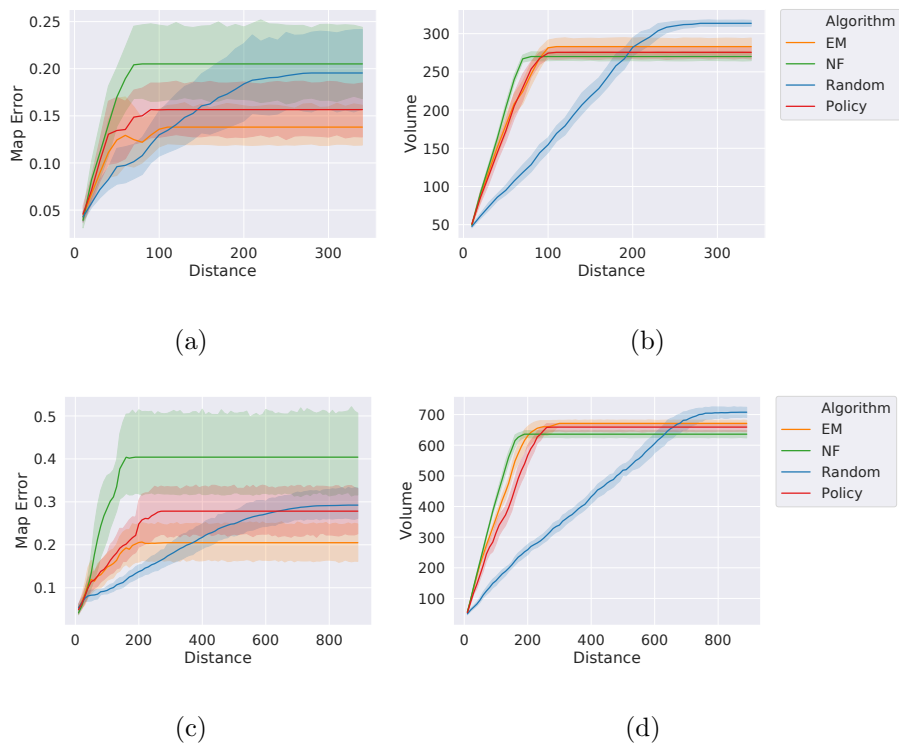 0.25
0.20
0.15
0.10
0.05
Map Error
0 100 200 300
Distance
(a)
300
250
200
150
100
50
Volume
0 100 200 300
Distance
(b)
Algorithm
EM
NF
Random
Policy
0.5
0.4
0.3
0.2
0.1
Map Error
0 200 400 600 800
Distance
(c)
700
600
500
400
300
200
100
Volume
0 200 400 600 800
Distance
(d)
Algorithm
EM
NF
Random
Policy